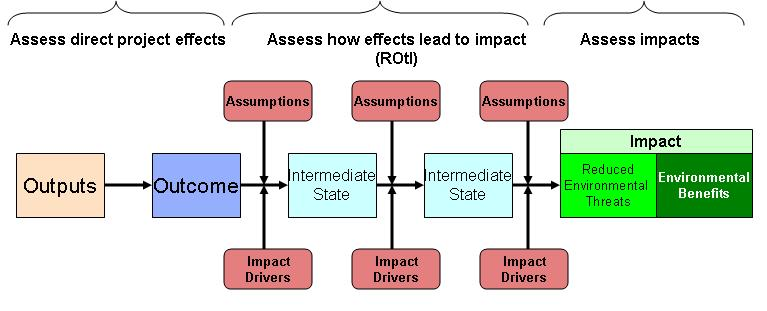 Assess direct project effects
Assess how effects lead to impact
(ROtI)
Assess impacts
Assumptions
Assumptions
Assumptions
Outputs
Outcome
Intermediate
State
Intermediate
State
Impact
Reduced
Environmental
Threats
Environmental
Benefits
Impact
Drivers
Impact
Drivers
Impact
Drivers